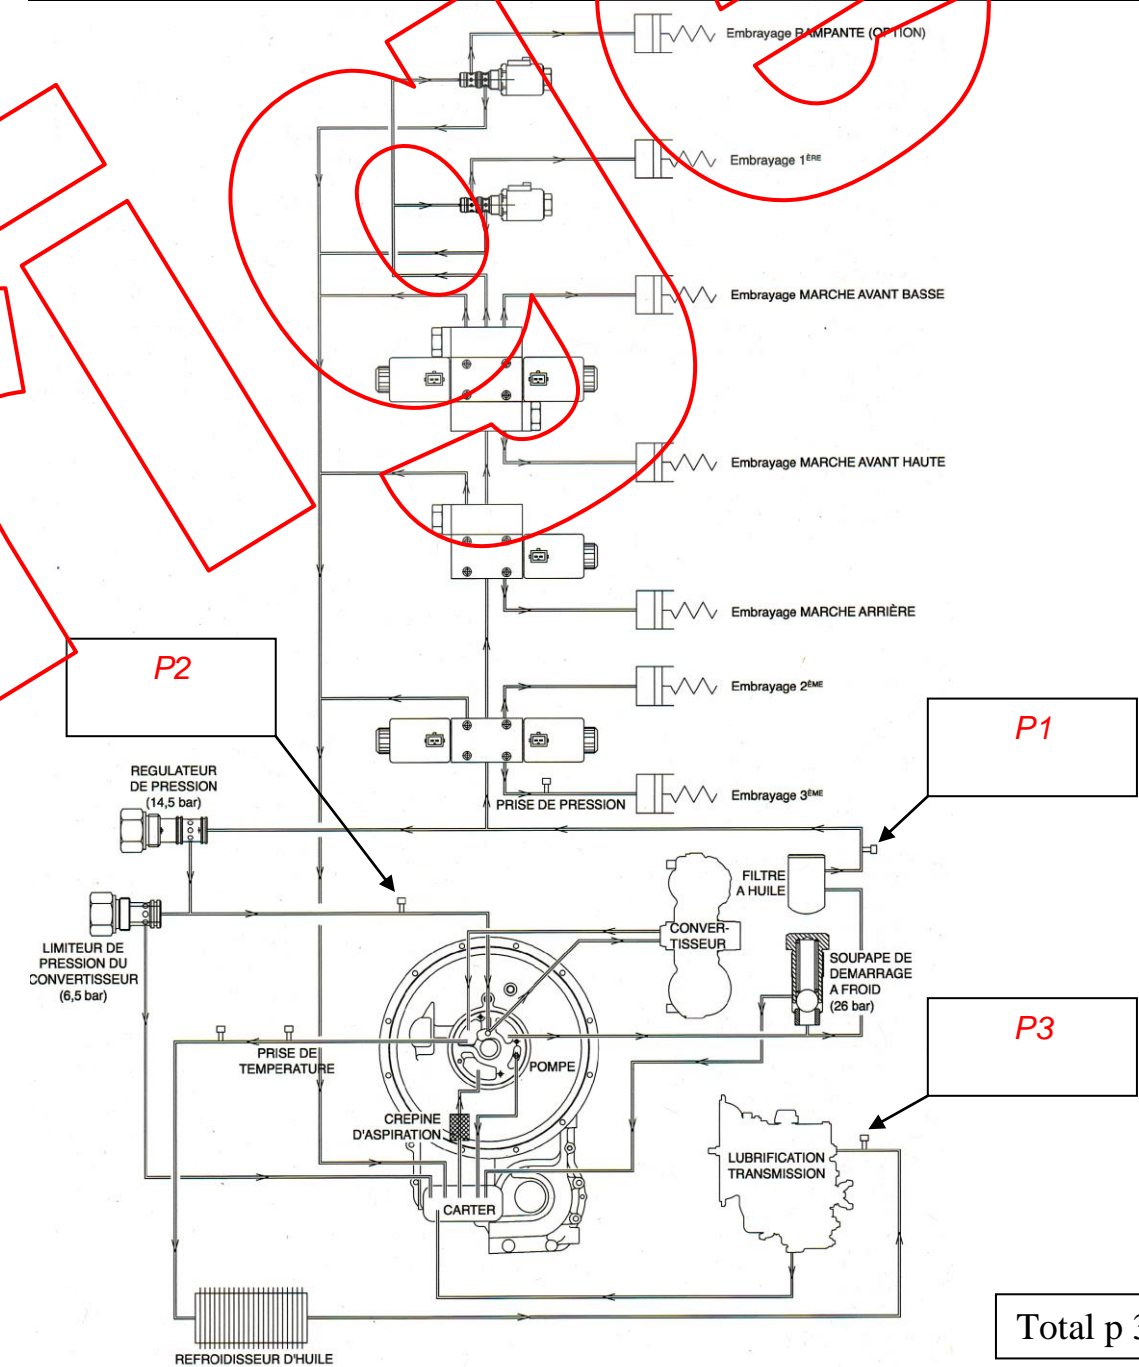 Embrayage RAMPANTE (OPTION)
Embrayage 1ÈRE
Embrayage MARCHE AVANT BASSE
Embrayage MARCHE AVANT HAUTE
Embrayage MARCHE ARRIÈRE
P2
Embrayage 2ÈME
P1
REGULATEUR
DE PRESSION
(14,5 bar)
PRISE DE PRESSION
Embrayage 3ÈME
FILTRE
A HUILE
LIMITEUR DE
PRESSION DU
CONVERTISSEUR
(6,5 bar)
CONVER-
TISSEUR
SOUPAPE DE
DEMARRAGE
A FROID
(26 bar)
P3
PRISE DE
TEMPERATURE
POMPE
CREPINE
D'ASPIRATION
LUBRIFICATION
TRANSMISSION
CARTER
REFROIDISSEUR D'HUILE
Total p 3